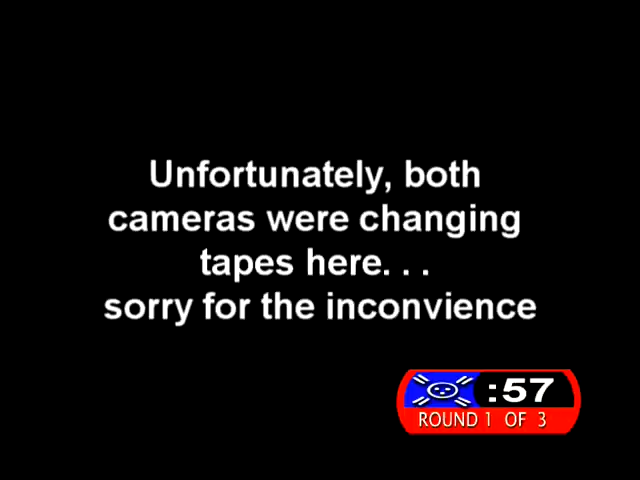 Unfortunately, both
cameras were changing
tapes here. . .
sorry for the inconvience
:57
ROUND 1 OF 3